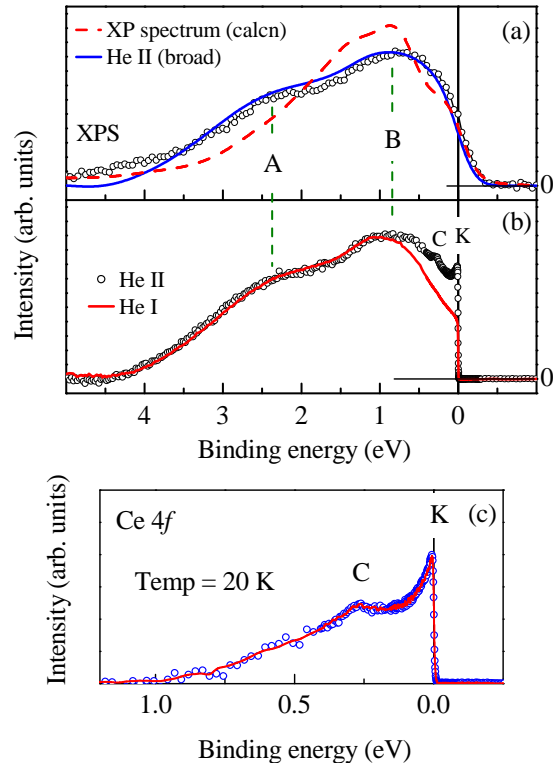 XP spectrum (calcn)
He II (broad)
(a)
XPS
A
B
0
(b)
C
K
He II
He I
0
4
3
2
1
0
Binding energy (eV)
Intensity (arb. units)
Ce 4f
K
(c)
C
Temp = 20 K
1.0
0.5
0.0
Binding energy (eV)
Intensity (arb. units)